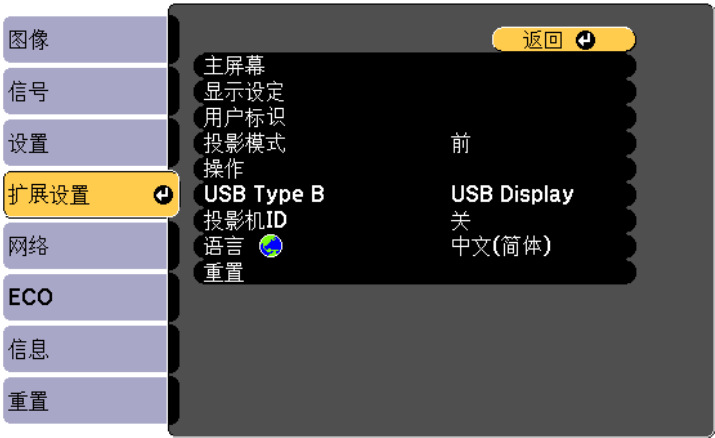 图像
信号
设置
扩展设置
网络
ECO
信息
重置
返回
主屏幕
显示设定
用户标识
投影模式 前
操作
USB Type B USB Display
投影机ID 关
语言 中文(简体)
重置